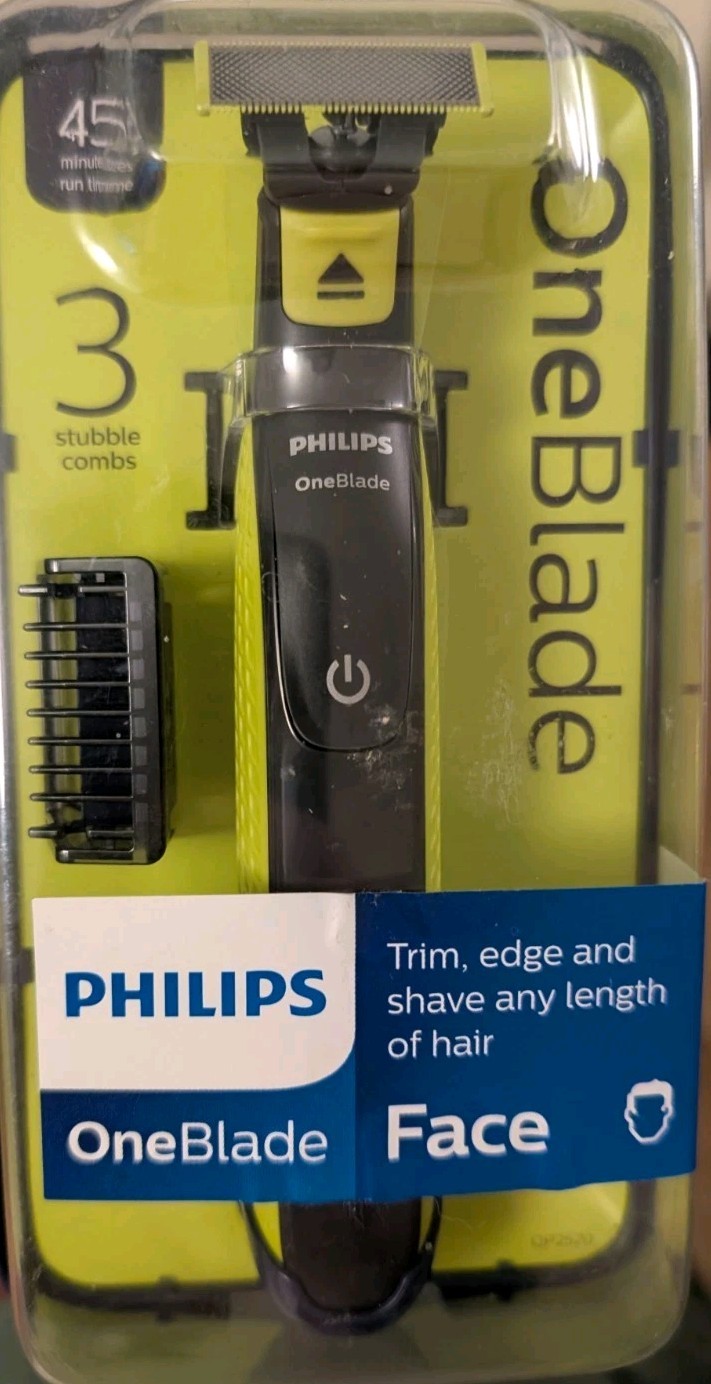 45
minutes
run time
3
stubble
combs
OneBlade
PHILIPS
OneBlade
PHILIPS
OneBlade
Trim, edge and
shave any length
of hair
Face
QP2520